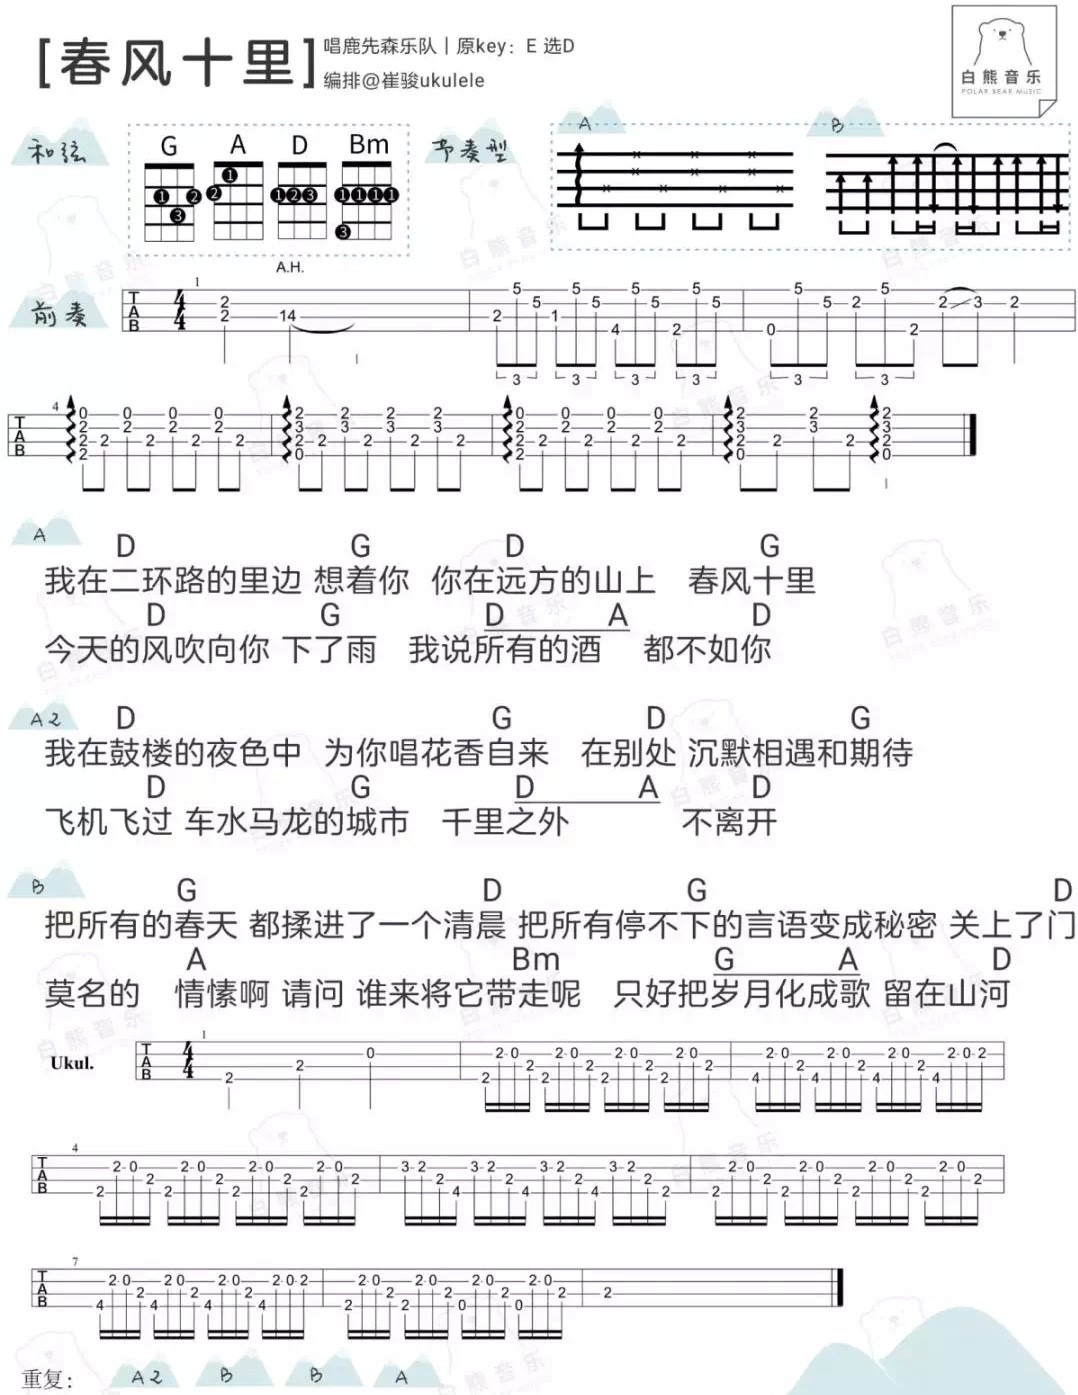 [春风十里]
唱鹿先森乐队｜原key：E 选D
编排@崔骏ukulele
白熊音乐
POLAR BEAR MUSIC
和弦
G A D Bm
节奏型
A
B
A.H.
前奏
A
D G D G
我在二环路的里边 想着你 你在远方的山上 春风十里
D G D A D
今天的风吹向你 下了雨 我说所有的酒 都不如你
A2
D G D G
我在鼓楼的夜色中 为你唱花香自来 在别处 沉默相遇和期待
D G D A D
飞机飞过 车水马龙的城市 千里之外 不离开
B
G D G D
把所有的春天 都揉进了一个清晨 把所有停不下的言语变成秘密 关上了门
A Bm G A D
莫名的 情愫啊 请问 谁来将它带走呢 只好把岁月化成歌 留在山河
Ukul.
重复： A2 B B A